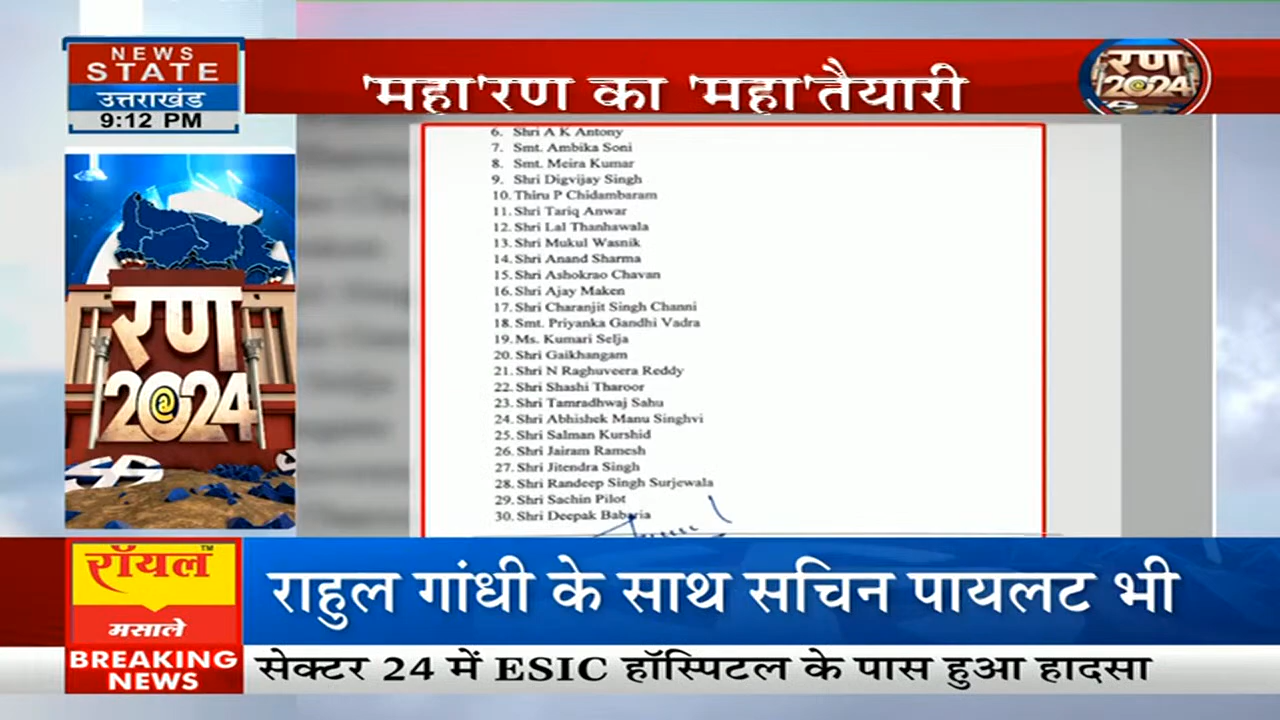 NEWS
STATE
उत्तराखंड
9:12 PM
'महा'रण का 'महा'तैयारी
रण
2@24
रण
2@24
6. Shri A K Antony
7. Smt. Ambika Soni
8. Smt. Meira Kumar
9. Shri Digvijay Singh
10. Thiru P Chidambaram
11. Shri Tariq Anwar
12. Shri Lal Thanhawala
13. Shri Mukul Wasnik
14. Shri Anand Sharma
15. Shri Ashokrao Chavan
16. Shri Ajay Maken
17. Shri Charanjit Singh Channi
18. Smt. Priyanka Gandhi Vadra
19. Ms. Kumari Selja
20. Shri Gaikhangam
21. Shri N Raghuveera Reddy
22. Shri Shashi Tharoor
23. Shri Tamradhwaj Sahu
24. Shri Abhishek Manu Singhvi
25. Shri Salman Kurshid
26. Shri Jairam Ramesh
27. Shri Jitendra Singh
28. Shri Randeep Singh Surjewala
29. Shri Sachin Pilot
30. Shri Deepak Babaria
रॉयल TM
मसाले
राहुल गांधी के साथ सचिन पायलट भी
BREAKING
NEWS
सेक्टर 24 में ESIC हॉस्पिटल के पास हुआ हादसा